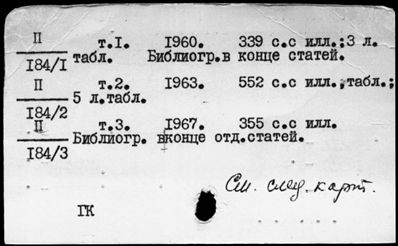 II т.1. 1960. 339 с.с илл.;3 л.
184/1 табл. Библиогр.в конце статей.
II т.2. 1963. 552 с.с илл.,табл.;
184/2 5 л.табл.
II т.3. 1967. 355 с.с илл.
184/3 Библиогр. вконце отд.статей.
См. след. карт.
ГК